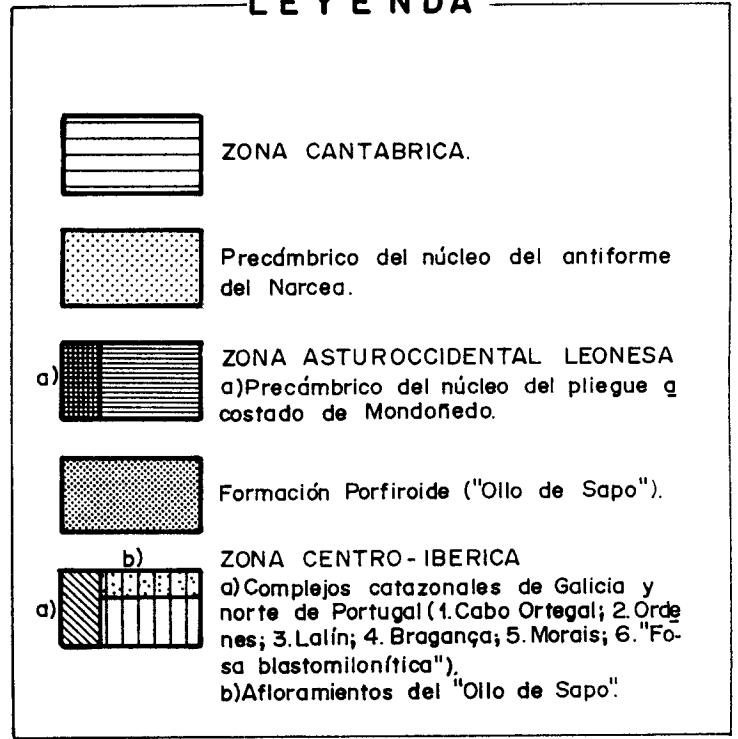 LEYENDA
ZONA CANTABRICA.
Precámbrico del núcleo del antiforme
del Narcea.
a)
ZONA ASTUROCCIDENTAL LEONESA
a)Precámbrico del núcleo del pliegue a
costado de Mondoñedo.
Formación Porfiroide ("Ollo de Sapo").
b)
a)
ZONA CENTRO-IBERICA
a)Complejos catazonales de Galicia y
norte de Portugal (1.Cabo Ortegal; 2.Orde
nes; 3.Lalín; 4. Bragança; 5. Morais; 6."Fo-
sa blastomilonítica").
b)Afloramientos del "Ollo de Sapo".